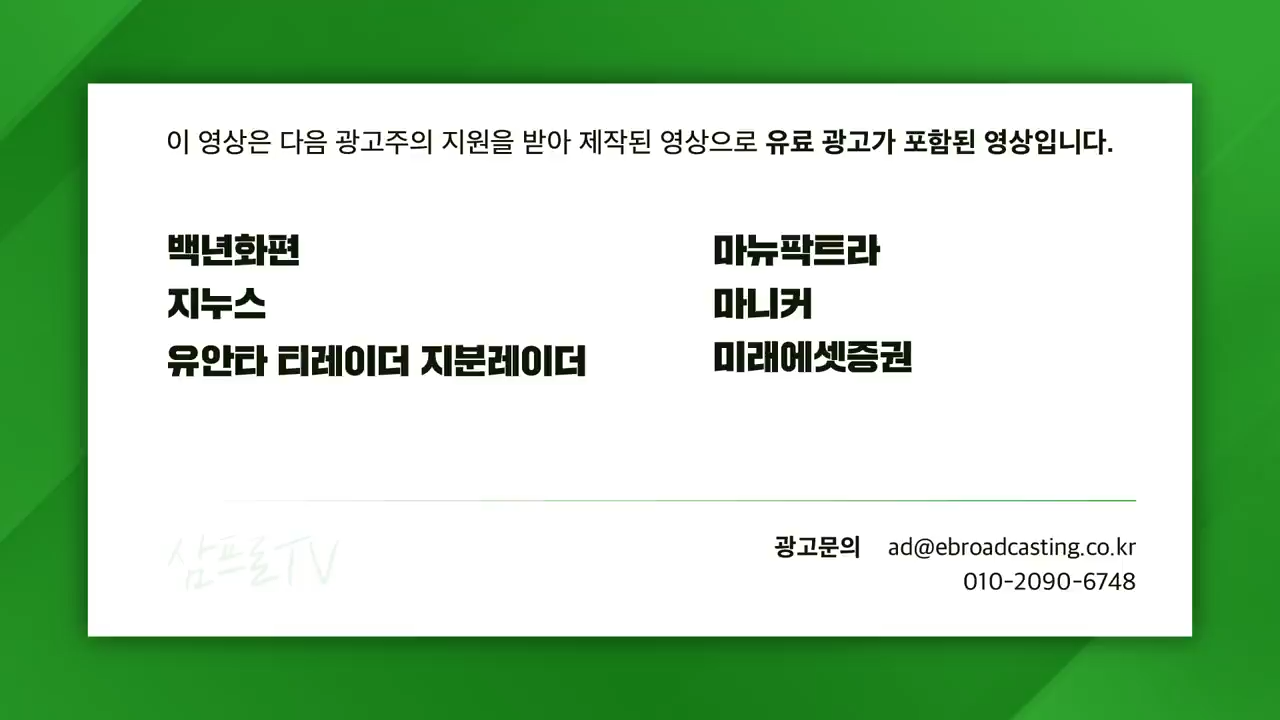 이 영상은 다음 광고주의 지원을 받아 제작된 영상으로 유료 광고가 포함된 영상입니다.
백년화편
지누스
유안타 티레이더 지분레이더
마뉴팍트라
마니커
미래에셋증권
삼프로TV
광고문의 ad@ebroadcasting.co.kr
010-2090-6748